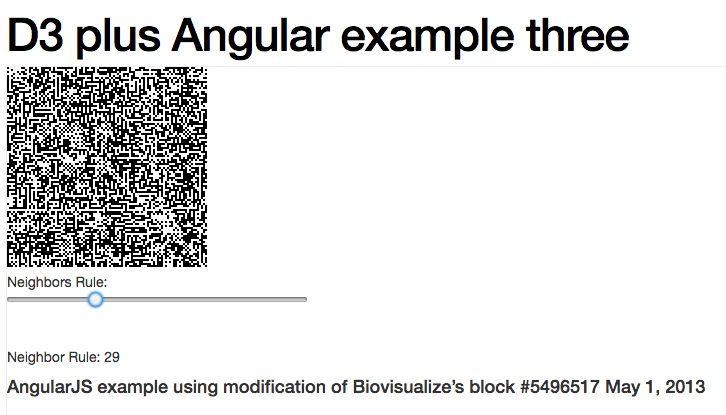 D3 plus Angular example three
Neighbors Rule:
Neighbor Rule: 29
AngularJS example using modification of Biovisualize’s block #5496517 May 1, 2013